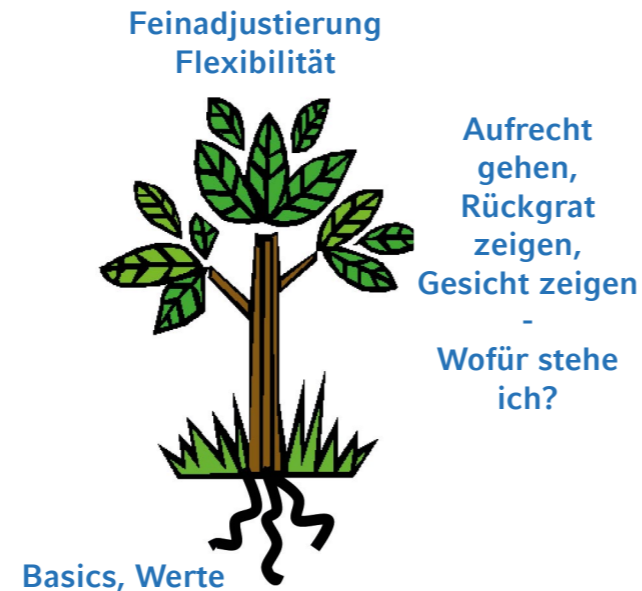 Feinadjustierung
Flexibilität
Aufrecht
gehen,
Rückgrat
zeigen,
Gesicht zeigen
-
Wofür stehe
ich?
Basics, Werte